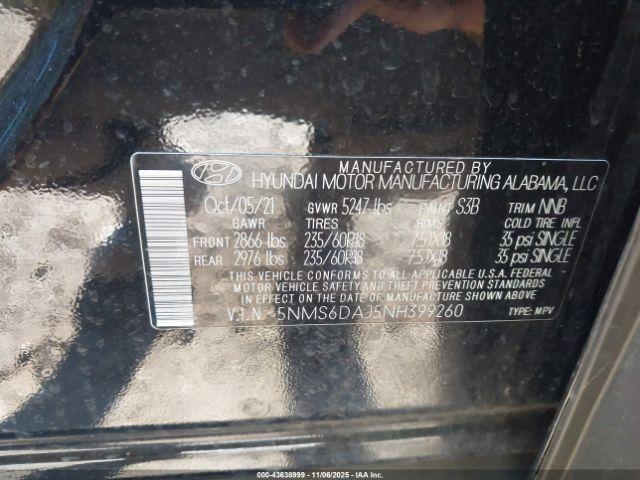 MANUFACTURED BY
HYUNDAI MOTOR MANUFACTURING ALABAMA, LLC
Oct/05/21 GVWR 5247 lbs PAINT S3B TRIM NNB
GAWR TIRES RIMS COLD TIRE INFL
FRONT 2866 lbs 235/60R18 7.5JX18 35 psi SINGLE
REAR 2976 lbs 235/60R18 7.5JX18 35 psi SINGLE
THIS VEHICLE CONFORMS TO ALL APPLICABLE U.S.A. FEDERAL
MOTOR VEHICLE SAFETY AND THEFT PREVENTION STANDARDS
IN EFFECT ON THE DATE OF MANUFACTURE SHOWN ABOVE.
V.I.N 5NMS6DAJ5NH399260 TYPE: MPV
000-43638999 - 11/06/2025 - IAAI.COM